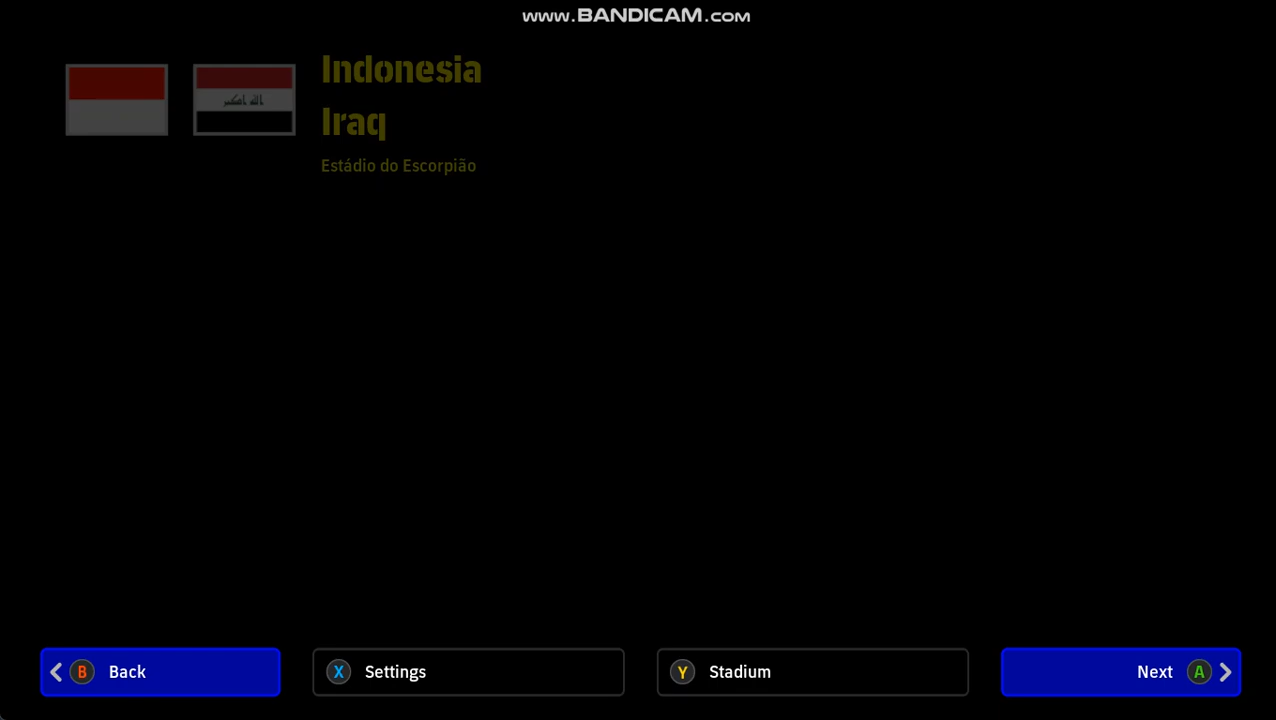 www.BANDICAM.com
Indonesia
الله اكبر
Iraq
Estádio do Escorpião
B Back
X Settings
Y Stadium
Next A